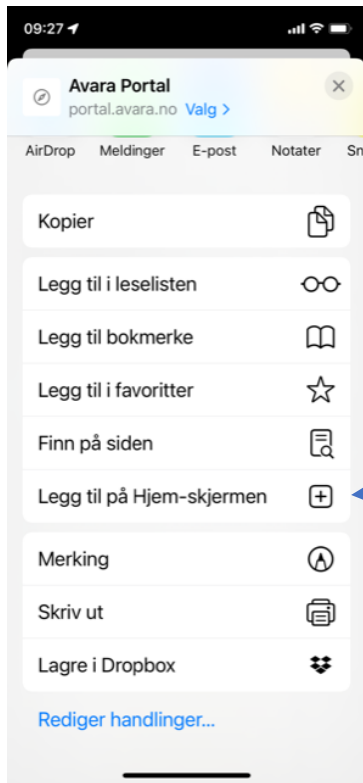 09:27
Avara Portal
portal.avara.no Valg >
AirDrop Meldinger E-post Notater Sn
Kopier
Legg til i leselisten
Legg til bokmerke
Legg til i favoritter
Finn på siden
Legg til på Hjem-skjermen
Merking
Skriv ut
Lagre i Dropbox
Rediger handlinger...